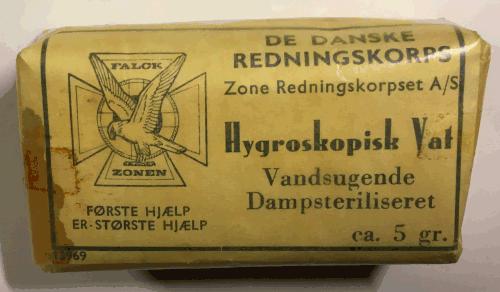 FALCK
ZONEN
FØRSTE HJÆLP
ER-STØRSTE HJÆLP
DE DANSKE
REDNINGSKORPS
Zone Redningskorpset A/S
Hygroskopisk Vat
Vandsugende
Dampsteriliseret
ca. 5 gr.